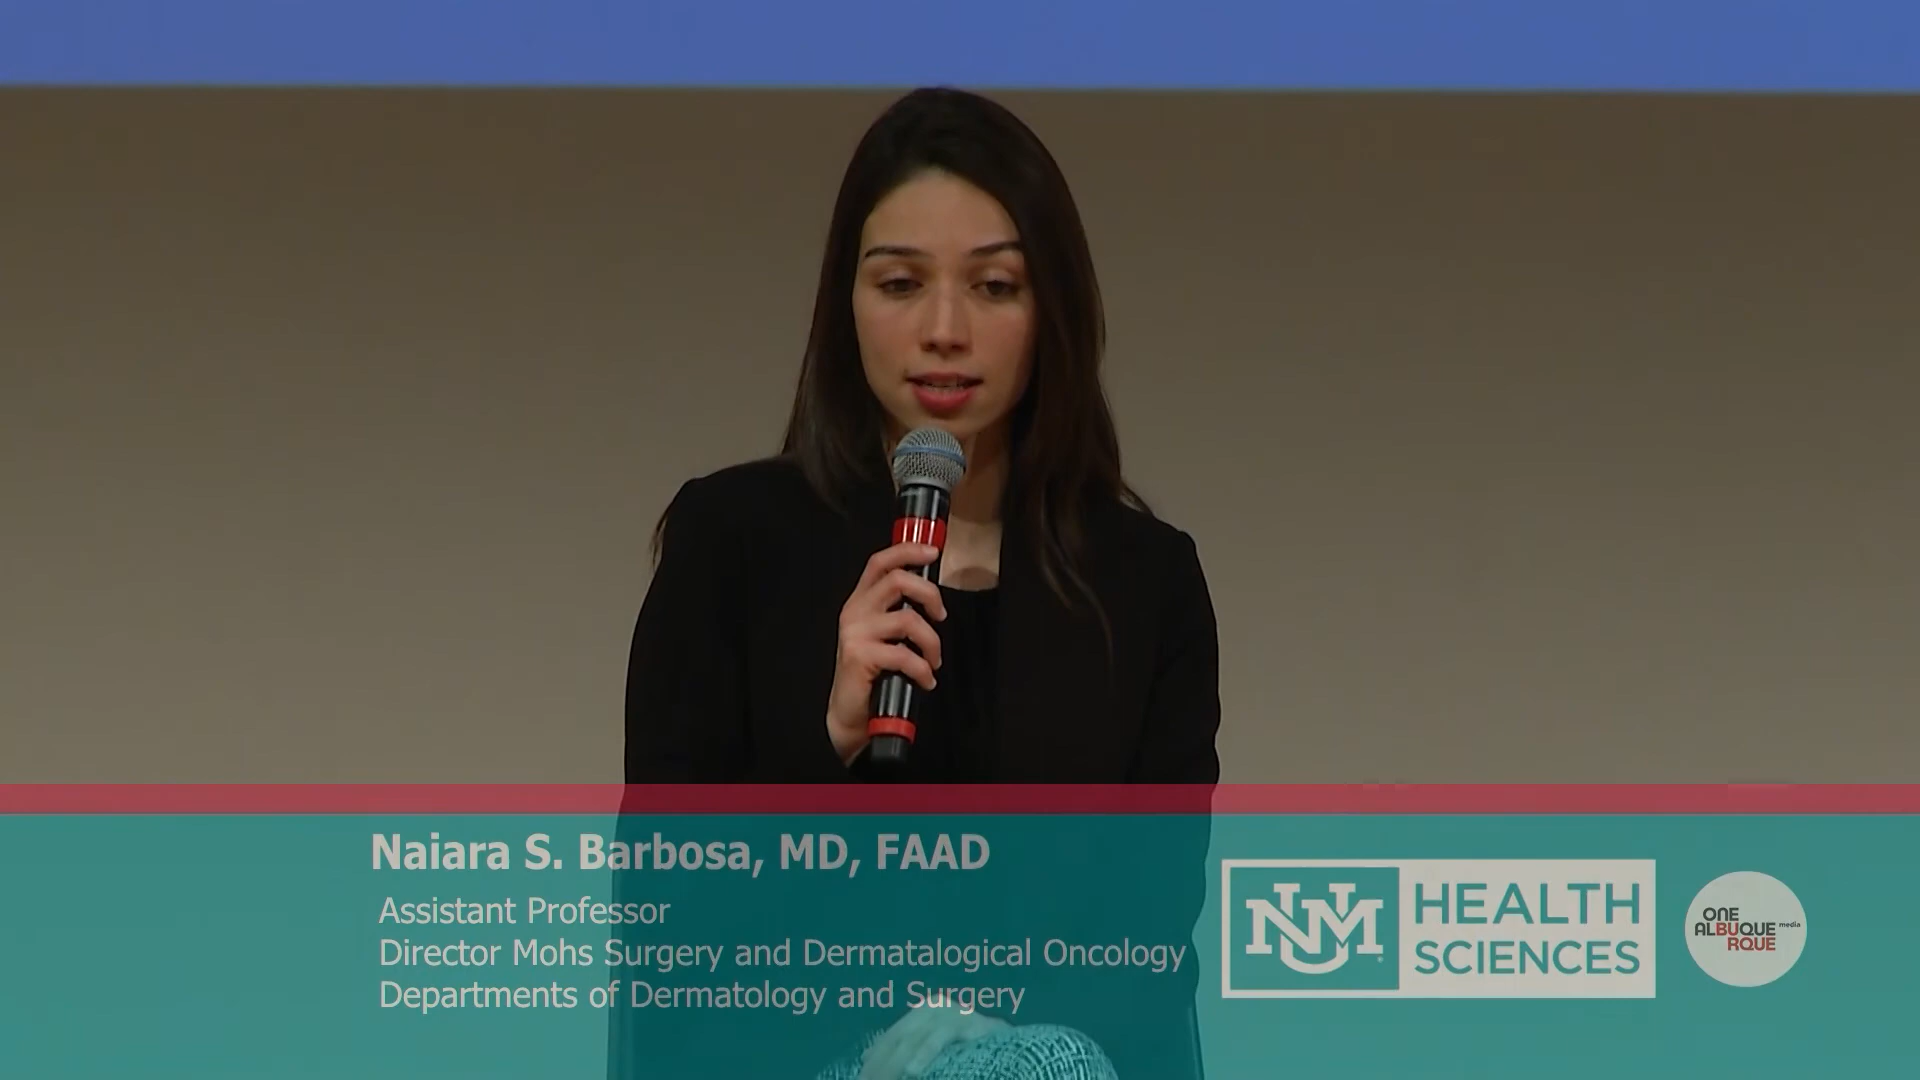 Naiara S. Barbosa, MD, FAAD
Assistant Professor
Director Mohs Surgery and Dermatalogical Oncology
Departments of Dermatology and Surgery
UNM
HEALTH
SCIENCES
ONE
ALBUQUE media
RQUE